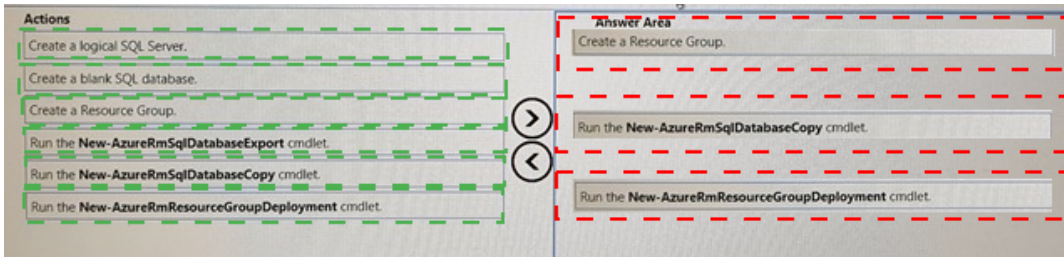 Actions
Create a logical SQL Server.
Create a blank SQL database.
Create a Resource Group.
Run the New-AzureRmSqlDatabaseExport cmdlet.
Run the New-AzureRmSqlDatabaseCopy cmdlet.
Run the New-AzureRmResourceGroupDeployment cmdlet.
Answer Area
Create a Resource Group.
Run the New-AzureRmSqlDatabaseCopy cmdlet.
Run the New-AzureRmResourceGroupDeployment cmdlet.